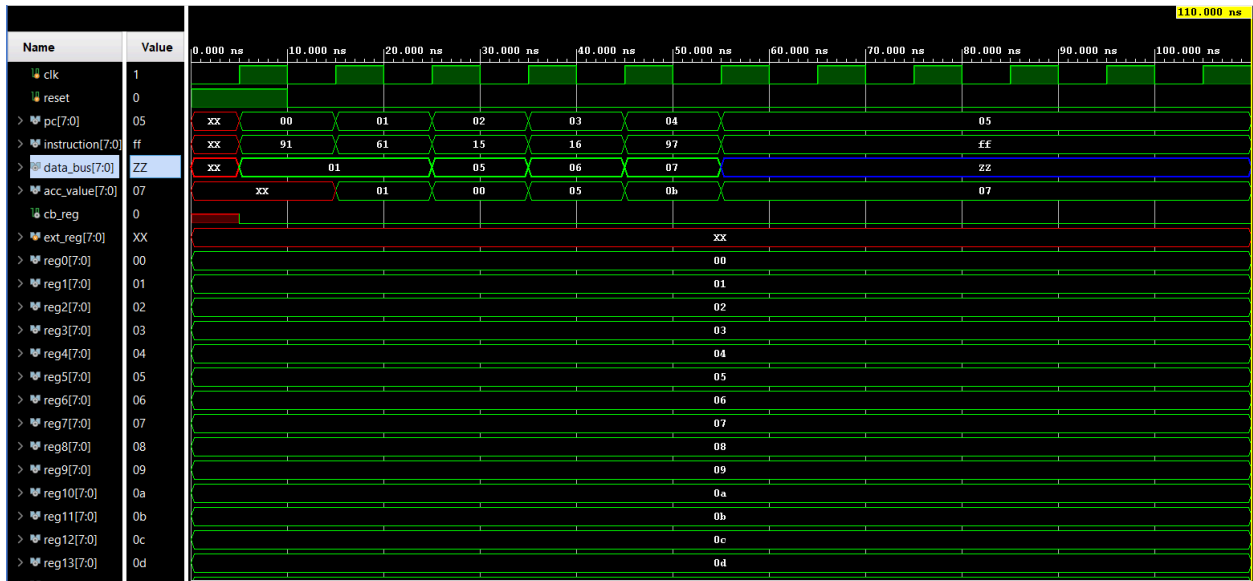 110.000 ns
Name Value 0.000 ns 10.000 ns 20.000 ns 30.000 ns 40.000 ns 50.000 ns 60.000 ns 70.000 ns 80.000 ns 90.000 ns 100.000 ns
clk 1
reset 0
> pc[7:0] 05 XX 00 01 02 03 04 05
> instruction[7:0] ff XX 91 61 15 16 97 ff
> data_bus[7:0] ZZ XX 01 05 06 07 ZZ
> acc_value[7:0] 07 XX 01 00 05 0b 07
cb_reg 0
> ext_reg[7:0] XX XX
> reg0[7:0] 00 00
> reg1[7:0] 01 01
> reg2[7:0] 02 02
> reg3[7:0] 03 03
> reg4[7:0] 04 04
> reg5[7:0] 05 05
> reg6[7:0] 06 06
> reg7[7:0] 07 07
> reg8[7:0] 08 08
> reg9[7:0] 09 09
> reg10[7:0] 0a 0a
> reg11[7:0] 0b 0b
> reg12[7:0] 0c 0c
> reg13[7:0] 0d 0d